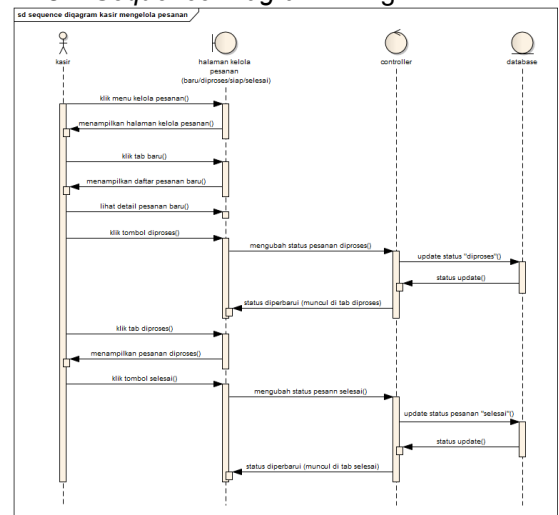 sd sequence diqagram kasir mengelola pesanan
kasir
halaman kelola
pesanan
(baru/diproses/siap/selesai)
controller
database
klik menu kelola pesanan()
menampilkan halaman kelola pesanan()
klik tab baru()
menampilkan daftar pesanan baru()
lihat detail pesanan baru()
klik tombol diproses()
mengubah status pesanan diproses()
update status "diproses"()
status update()
status diperbarui (muncul di tab diproses)
klik tab diproses()
menampilkan pesanan diproses()
klik tombol selesai()
mengubah status pesann selesai()
update status pesanan "selesai"()
status update()
status diperbarui (muncul di tab selesai)